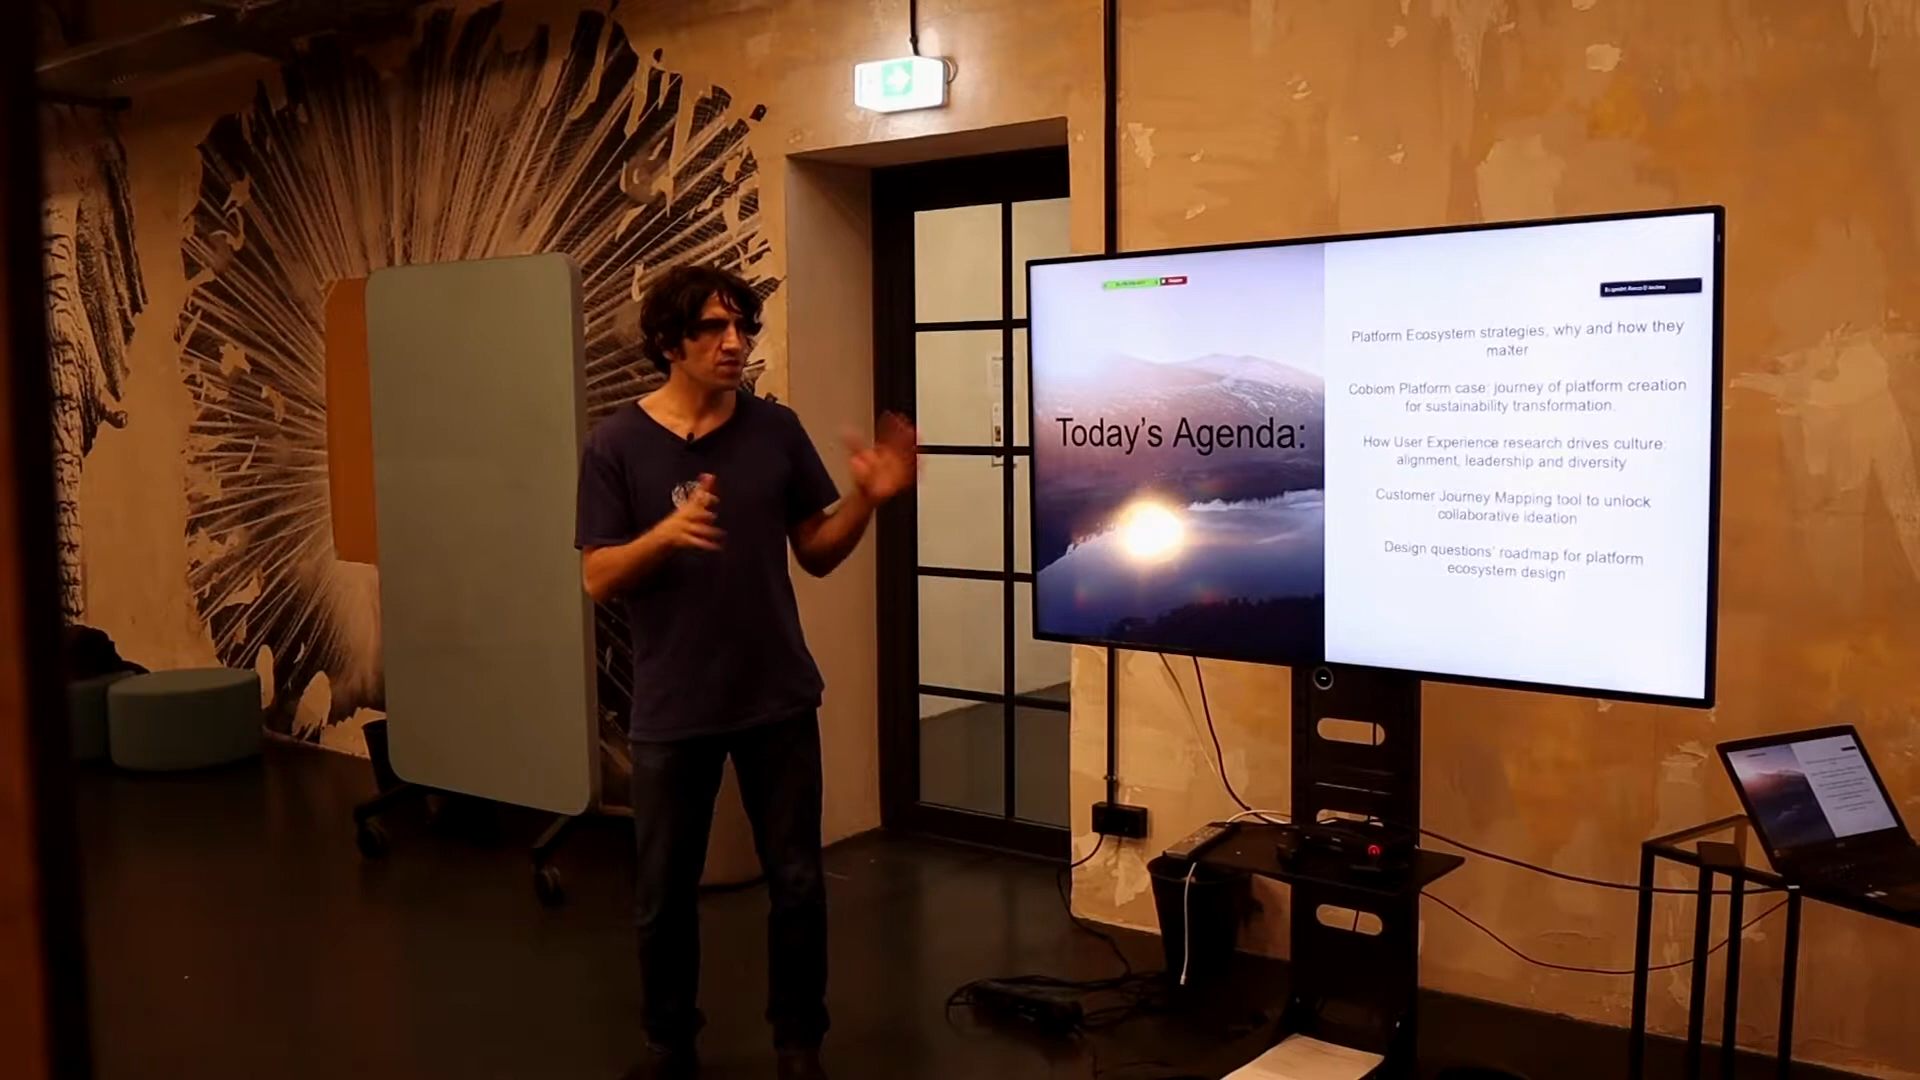 Today's Agenda:
Platform Ecosystem strategies, why and how they
matter
Cobiom Platform case: journey of platform creation
for sustainability transformation.
How User Experience research drives culture:
alignment, leadership and diversity
Customer Journey Mapping tool to unlock
collaborative ideation
Design questions' roadmap for platform
ecosystem design